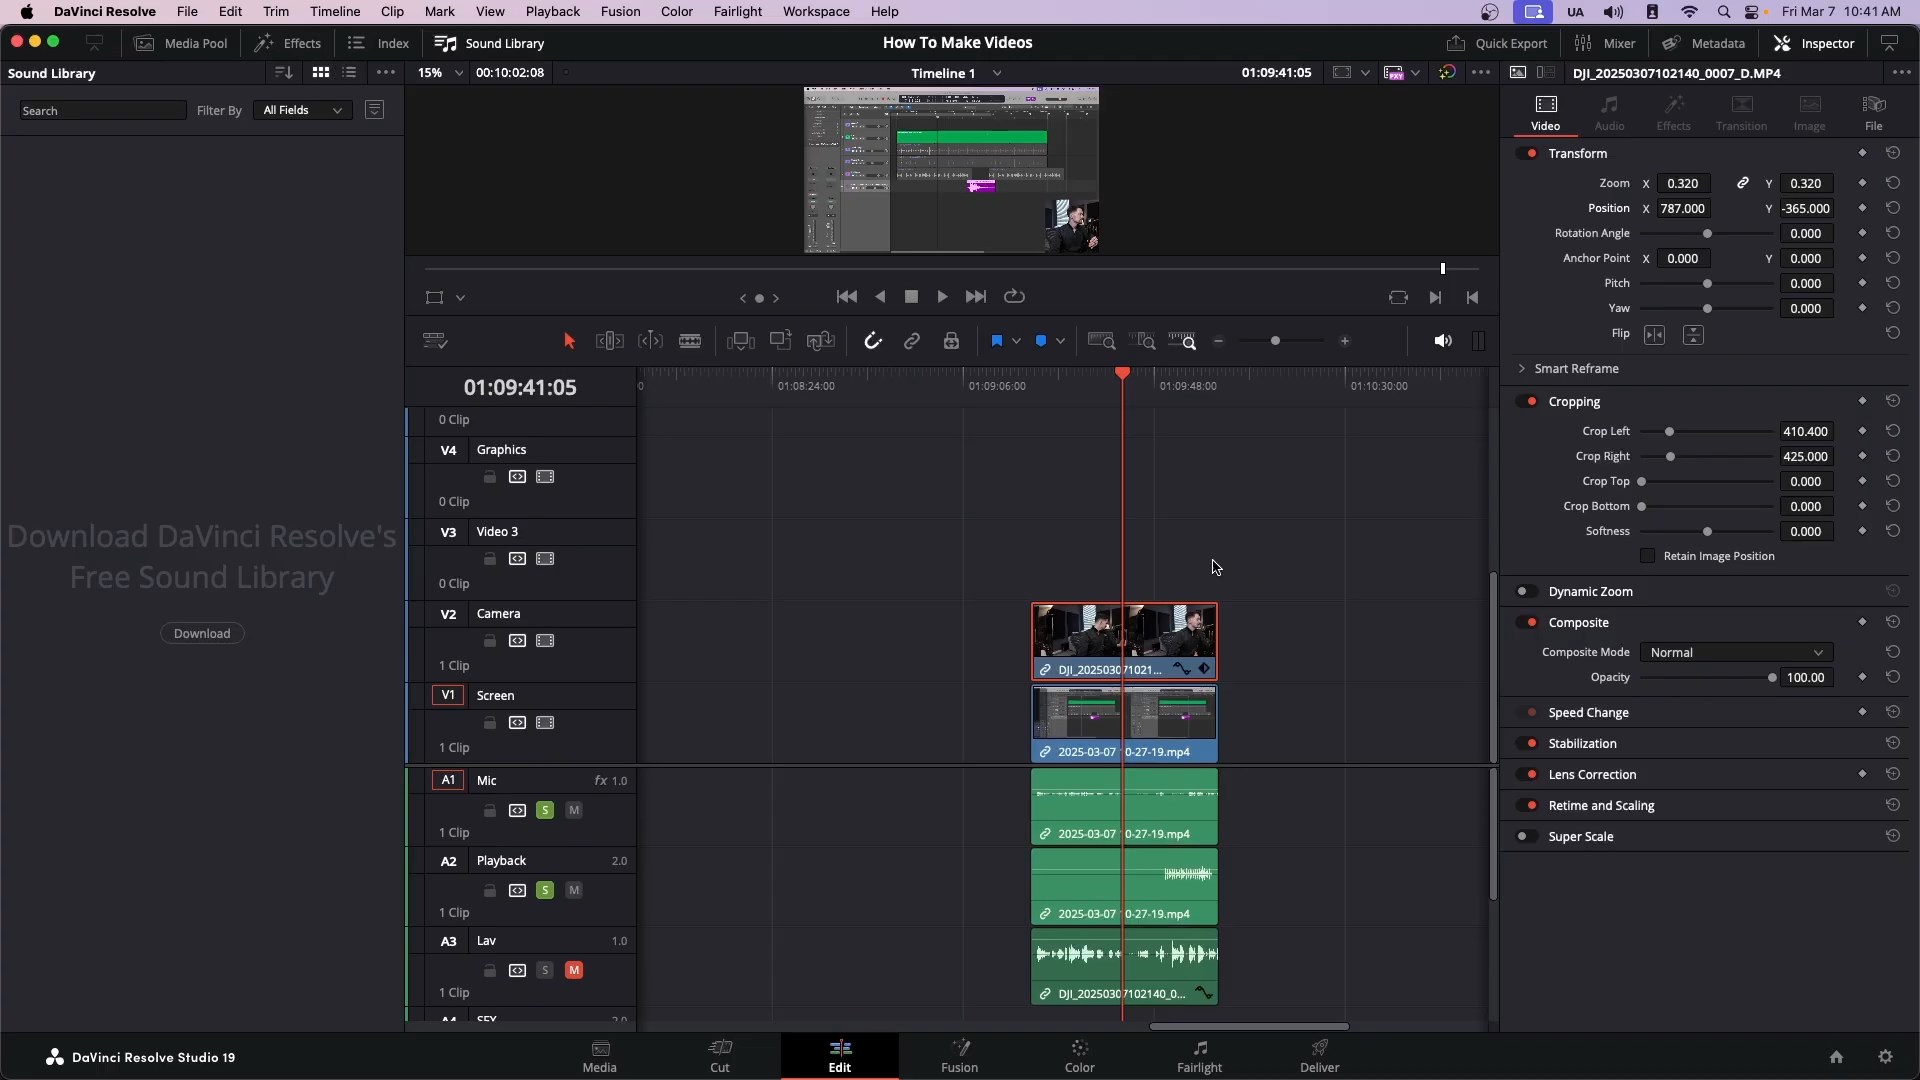 DaVinci Resolve File Edit Trim Timeline Clip Mark View Playback Fusion Color Fairlight Workspace Help UA Fri Mar 7 10:41 AM
Media Pool Effects Index Sound Library How To Make Videos Quick Export Mixer Metadata Inspector
Sound Library 15% 00:10:02:08 Timeline 1 01:09:41:05 PXY DJI_20250307102140_0007_D.MP4
Search Filter By All Fields
Video Audio Effects Transition Image File
Transform
Zoom X 0.320 Y 0.320
Position X 787.000 Y -365.000
Rotation Angle 0.000
Anchor Point X 0.000 Y 0.000
Pitch 0.000
Yaw 0.000
Flip
Smart Reframe
Cropping
Crop Left 410.400
Crop Right 425.000
Crop Top 0.000
Crop Bottom 0.000
Softness 0.000
Retain Image Position
Dynamic Zoom
Composite
Composite Mode Normal
Opacity 100.00
Speed Change
Stabilization
Lens Correction
Retime and Scaling
Super Scale
01:09:41:05 0 01:08:24:00 01:09:06:00 01:09:48:00 01:10:30:00
0 Clip
V4 Graphics
0 Clip
V3 Video 3
0 Clip
V2 Camera
1 Clip
DJI_202503071021...
V1 Screen
1 Clip
2025-03-07 10-27-19.mp4
A1 Mic fx 1.0
S M
1 Clip
2025-03-07 10-27-19.mp4
A2 Playback 2.0
S M
1 Clip
2025-03-07 10-27-19.mp4
A3 Lav 1.0
S M
1 Clip
DJI_20250307102140_0...
A4 SFX 2.0
Download DaVinci Resolve's
Free Sound Library
Download
DaVinci Resolve Studio 19
Media Cut Edit Fusion Color Fairlight Deliver